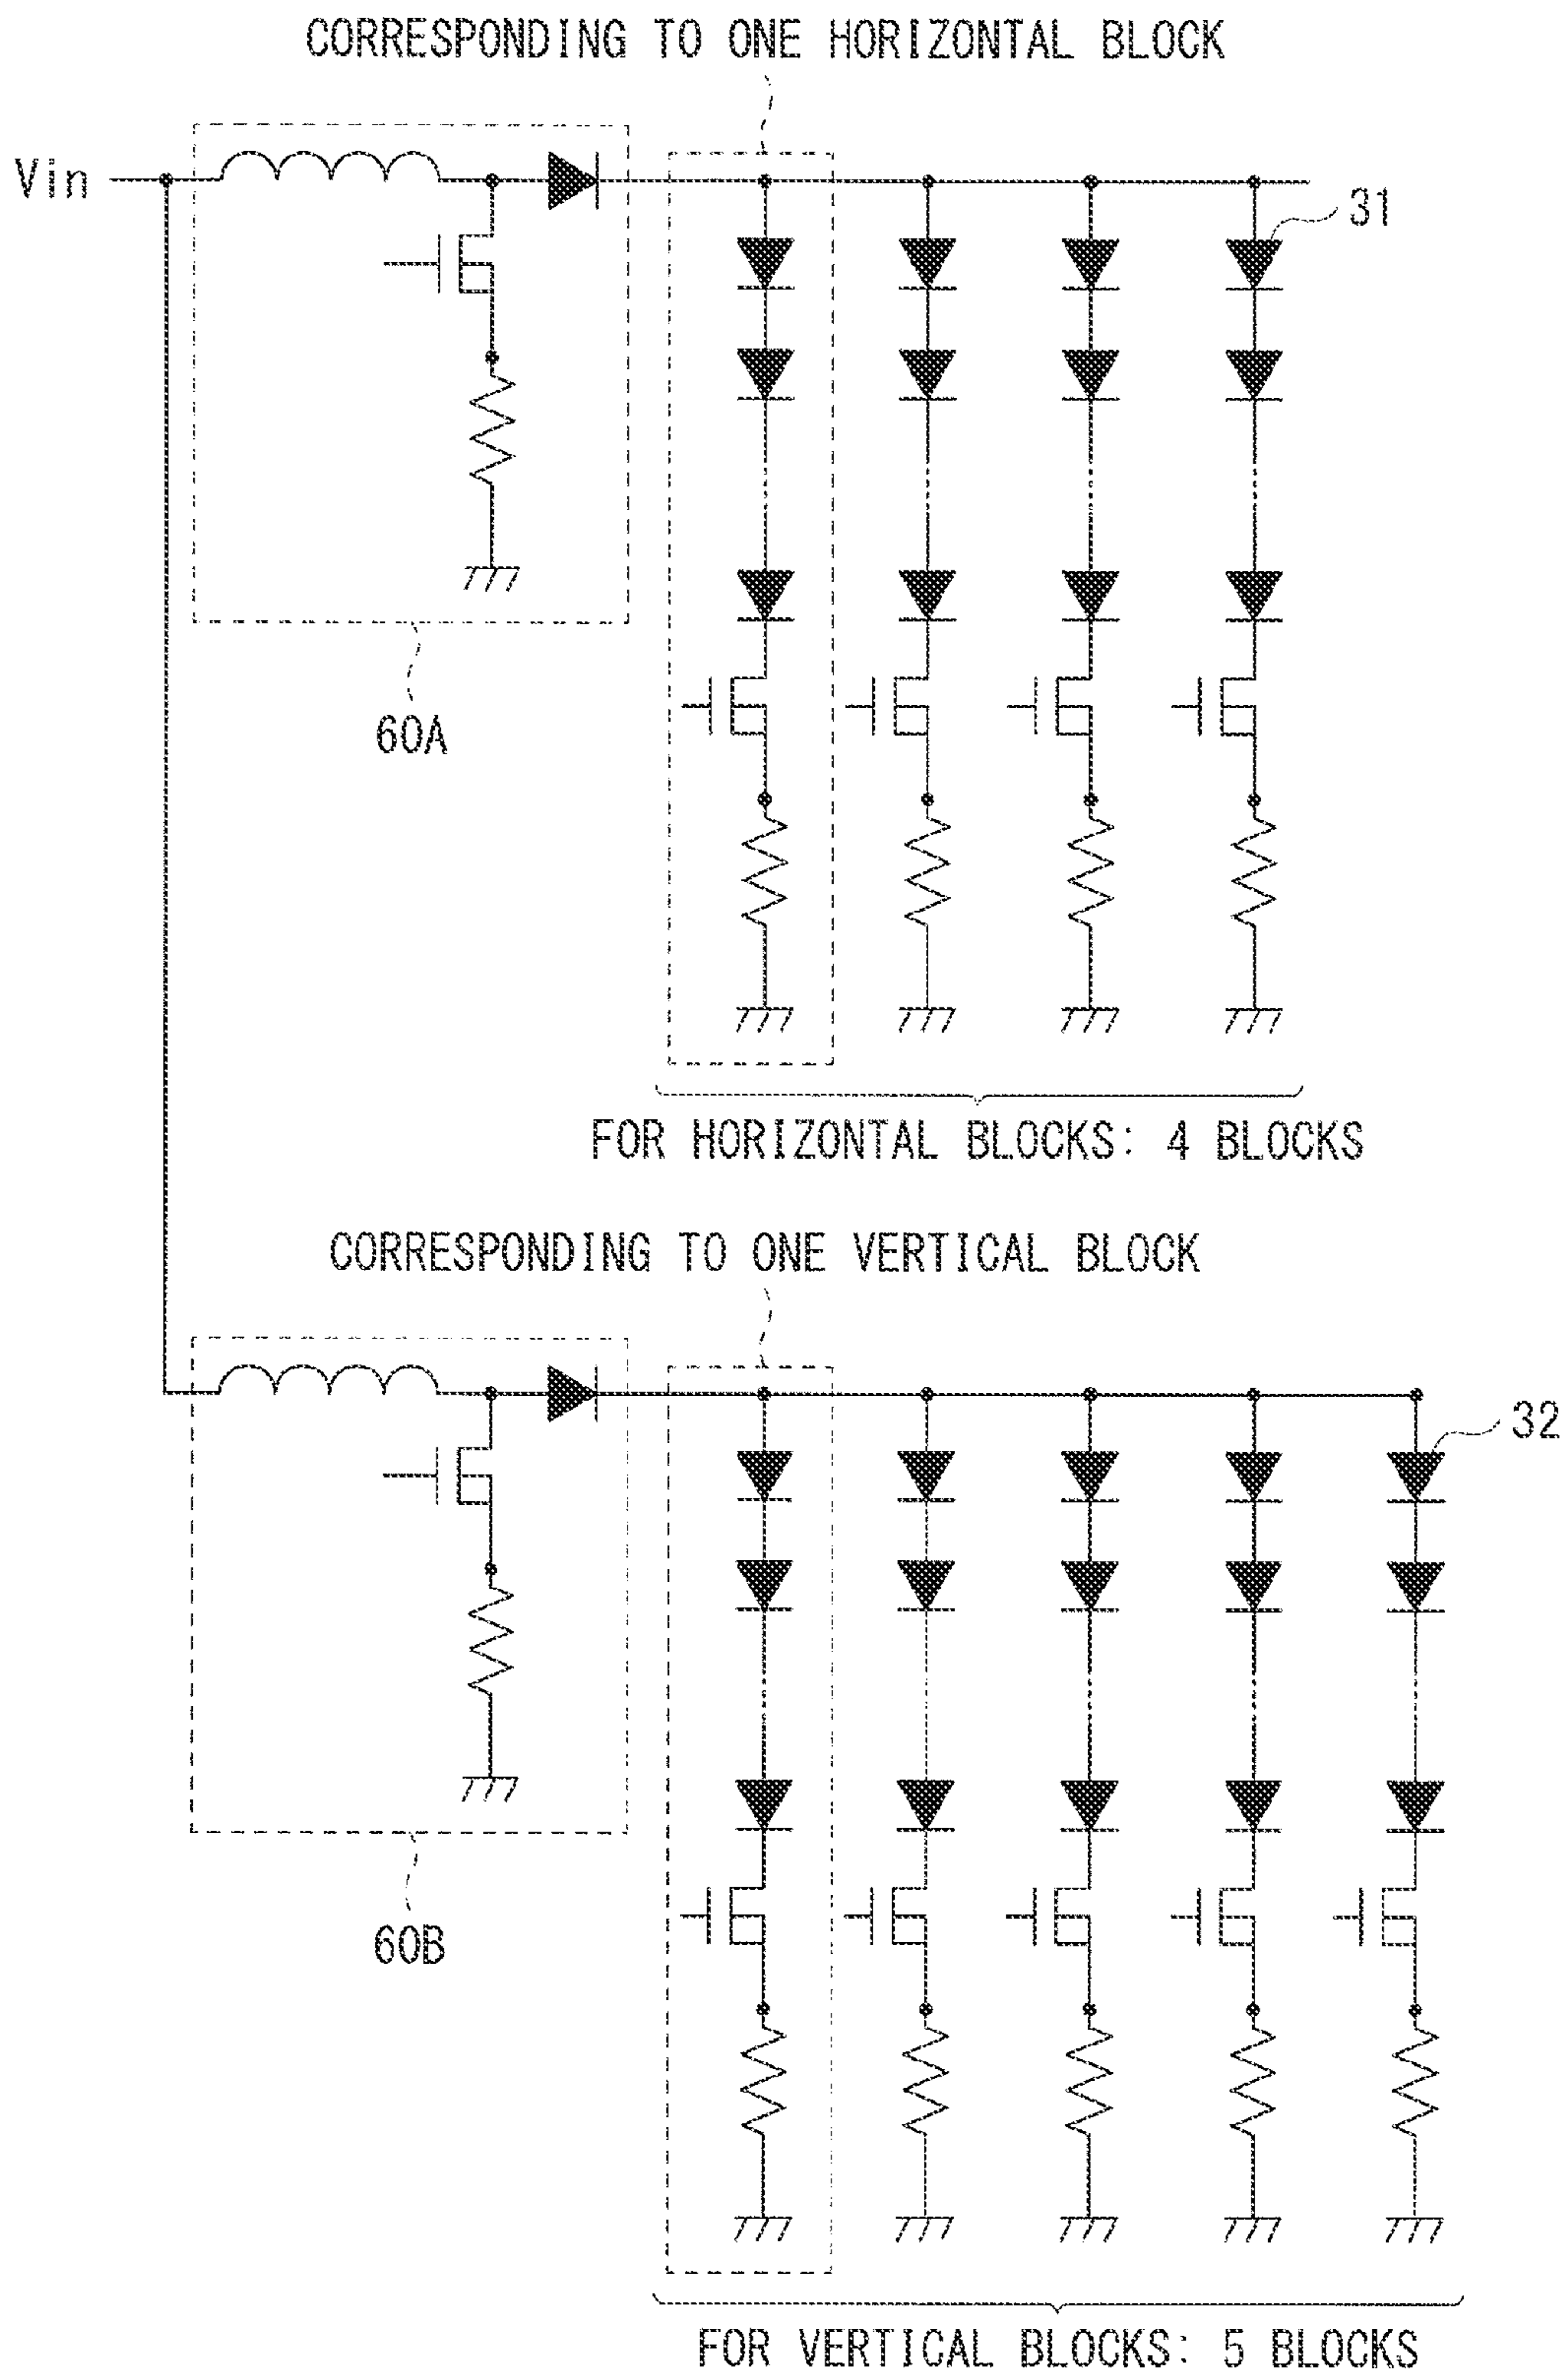 CORRESPONDING TO ONE HORIZONTAL BLOCK
Vin
31
60A
FOR HORIZONTAL BLOCKS: 4 BLOCKS
CORRESPONDING TO ONE VERTICAL BLOCK
32
60B
FOR VERTICAL BLOCKS: 5 BLOCKS